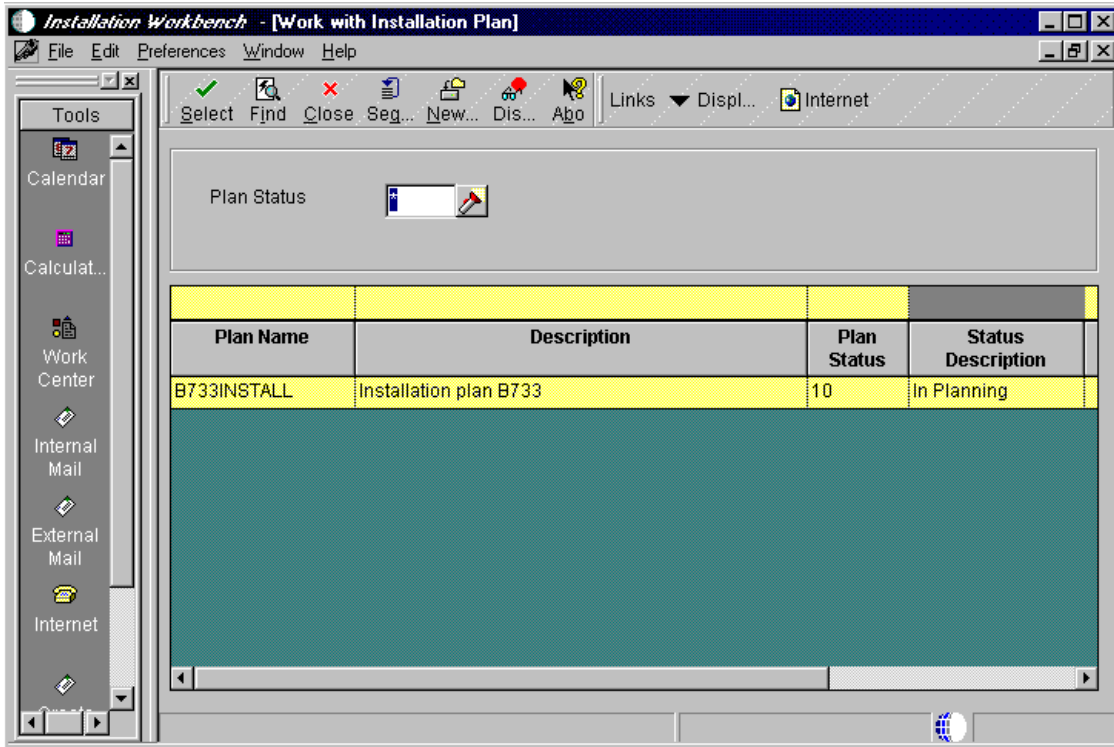 Installation Workbench - [Work with Installation Plan]
File Edit Preferences Window Help
Tools
Calendar
Calculat...
Work
Center
Internal
Mail
External
Mail
Internet
Select Find Close Seq... New... Dis... Abo Links Displ... Internet
Plan Status *
Plan Name Description Plan Status Status Description
B733INSTALL Installation plan B733 10 In Planning